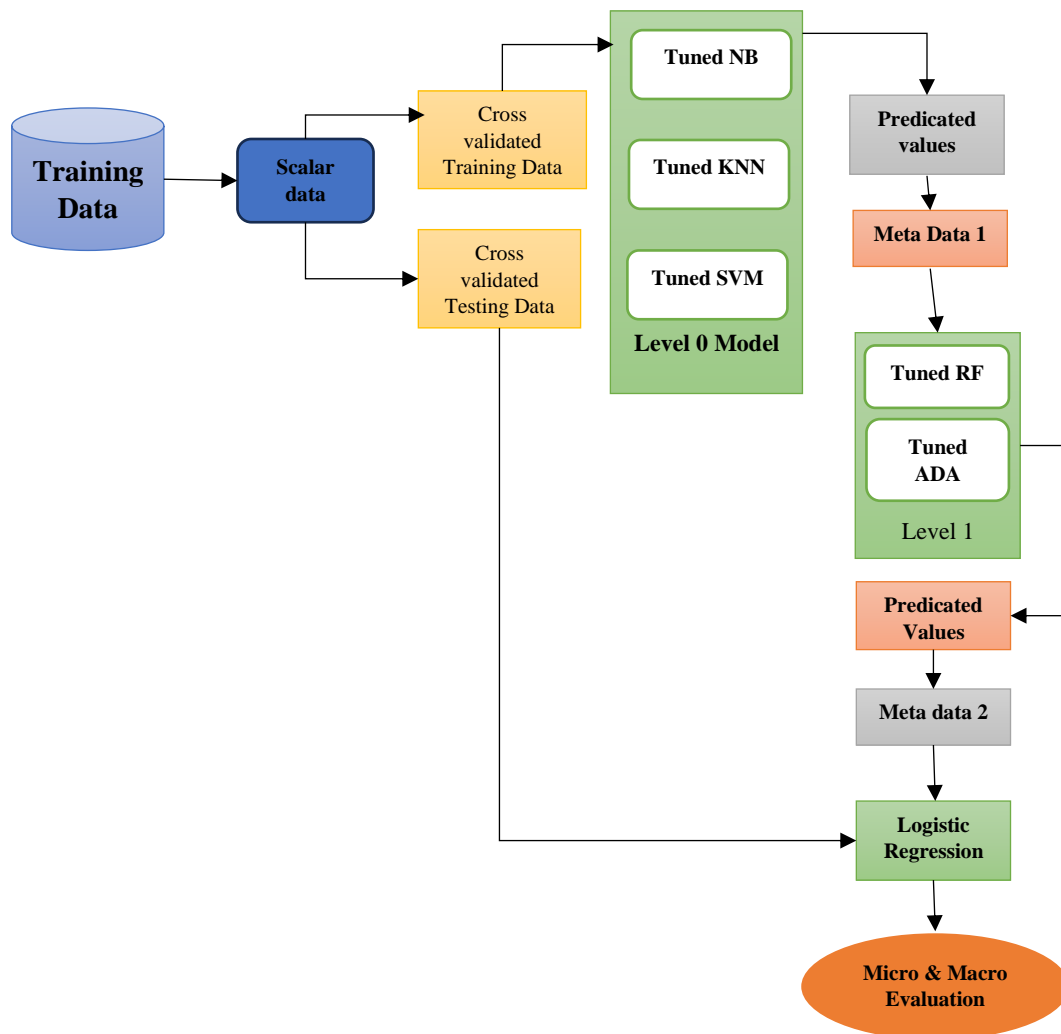 Training
Data
Scalar
data
Cross
validated
Training Data
Cross
validated
Testing Data
Tuned NB
Tuned KNN
Tuned SVM
Level 0 Model
Predicated
values
Meta Data 1
Tuned RF
Tuned
ADA
Level 1
Predicated
Values
Meta data 2
Logistic
Regression
Micro & Macro
Evaluation